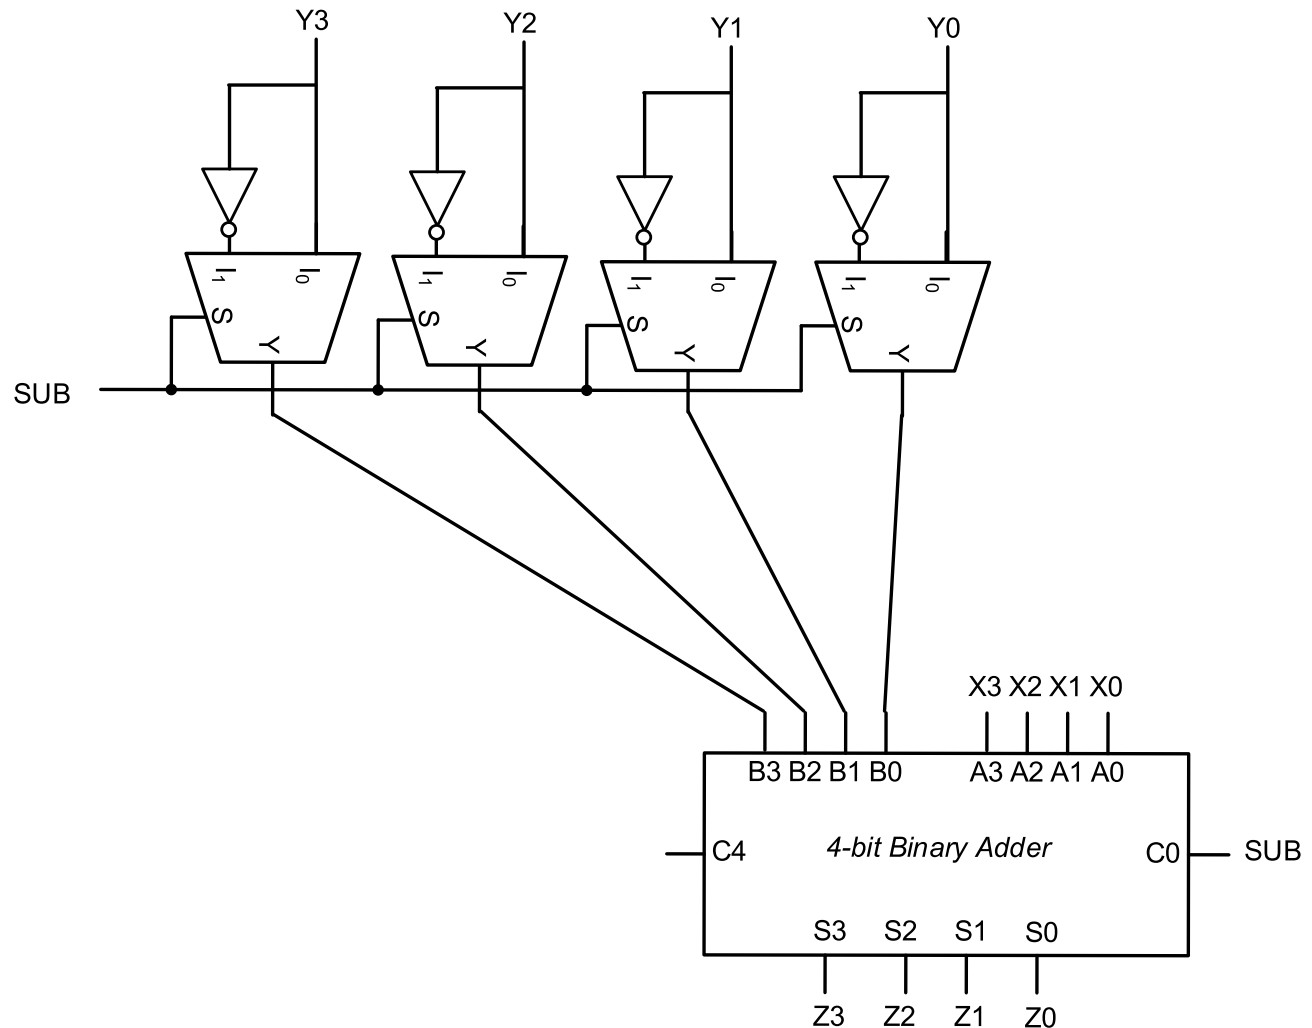 Y3 Y2 Y1 Y0
I1 I0 I1 I0 I1 I0 I1 I0
S S S S
Y Y Y Y
SUB
X3 X2 X1 X0
B3 B2 B1 B0 A3 A2 A1 A0
C4 4-bit Binary Adder C0 SUB
S3 S2 S1 S0
Z3 Z2 Z1 Z0